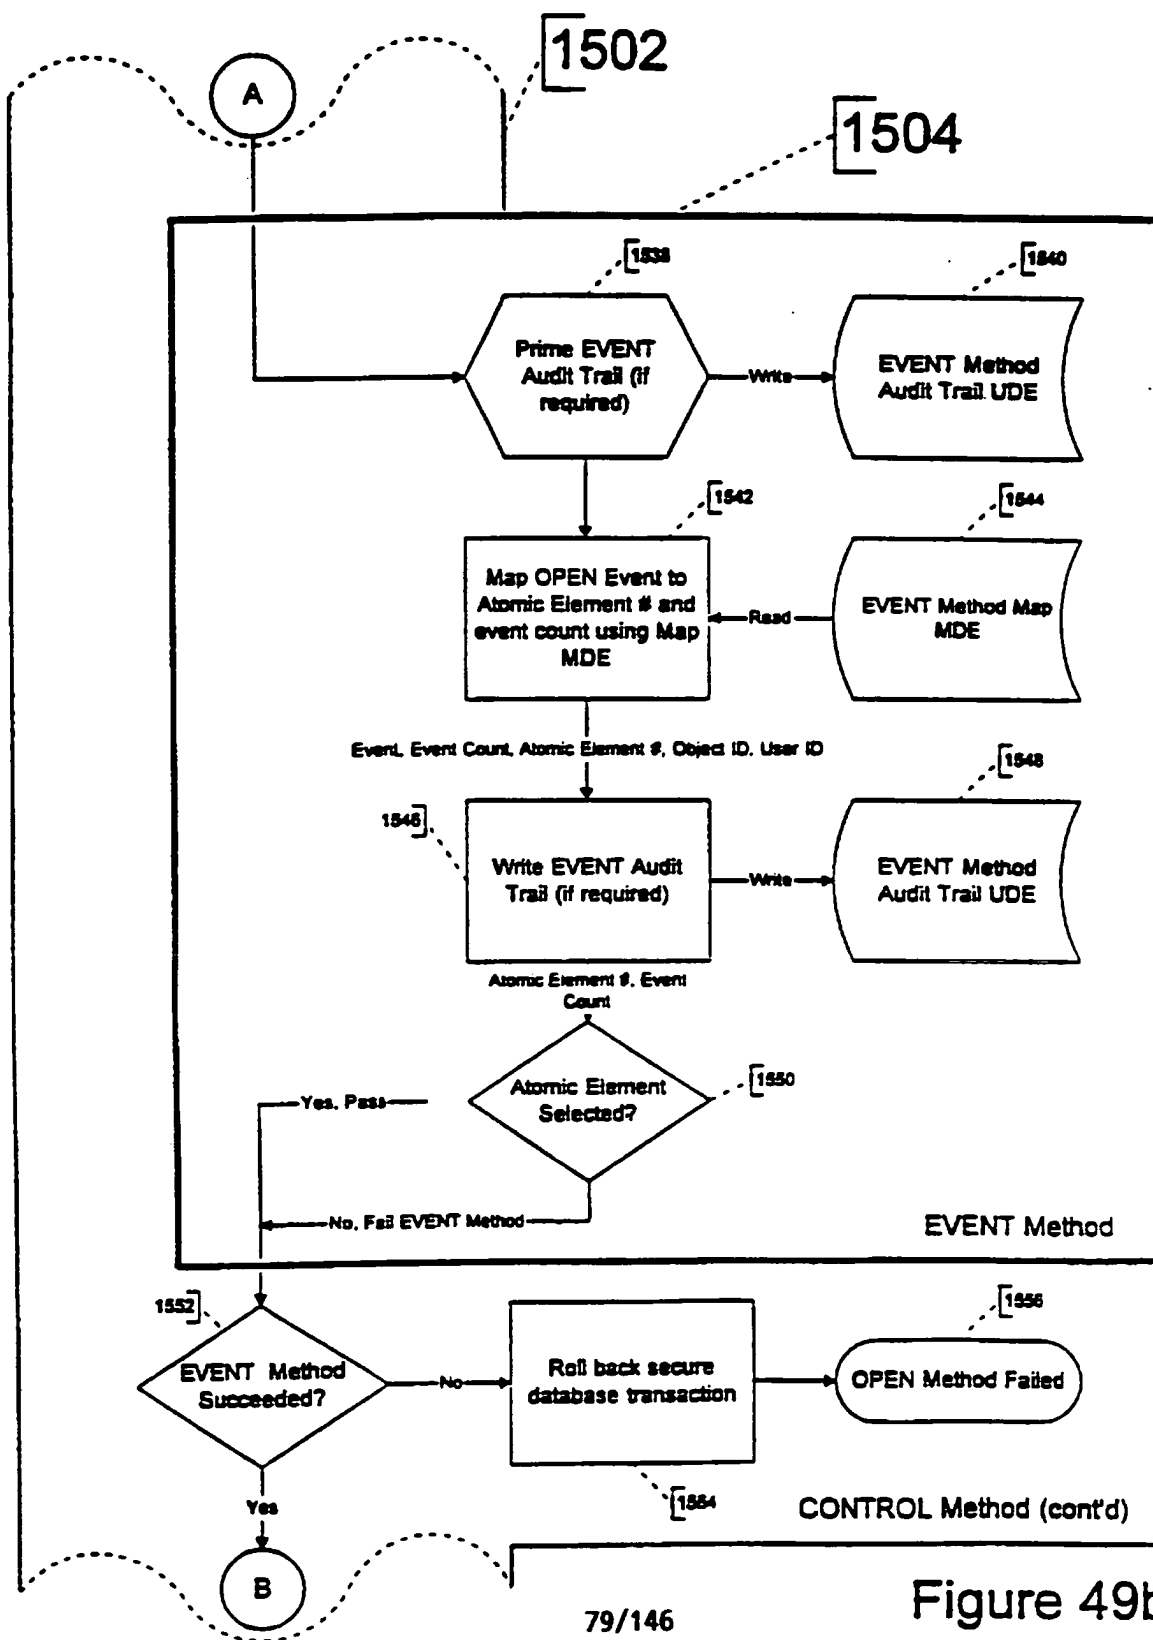 1502
A
1504
1538
1540
Prime EVENT
Audit Trail (if
required)
Write
EVENT Method
Audit Trail UDE
1542
1544
Map OPEN Event to
Atomic Element # and
event count using Map
MDE
Read
EVENT Method Map
MDE
Event, Event Count, Atomic Element #, Object ID, User ID
1548
1546
Write EVENT Audit
Trail (if required)
Write
EVENT Method
Audit Trail UDE
Atomic Element #, Event
Count
Atomic Element
Selected?
1550
Yes, Pass
No, Fail EVENT Method
EVENT Method
1552
1556
EVENT Method
Succeeded?
No
Roll back secure
database transaction
OPEN Method Failed
Yes
1554
CONTROL Method (cont'd)
B
Figure 49b
79/146